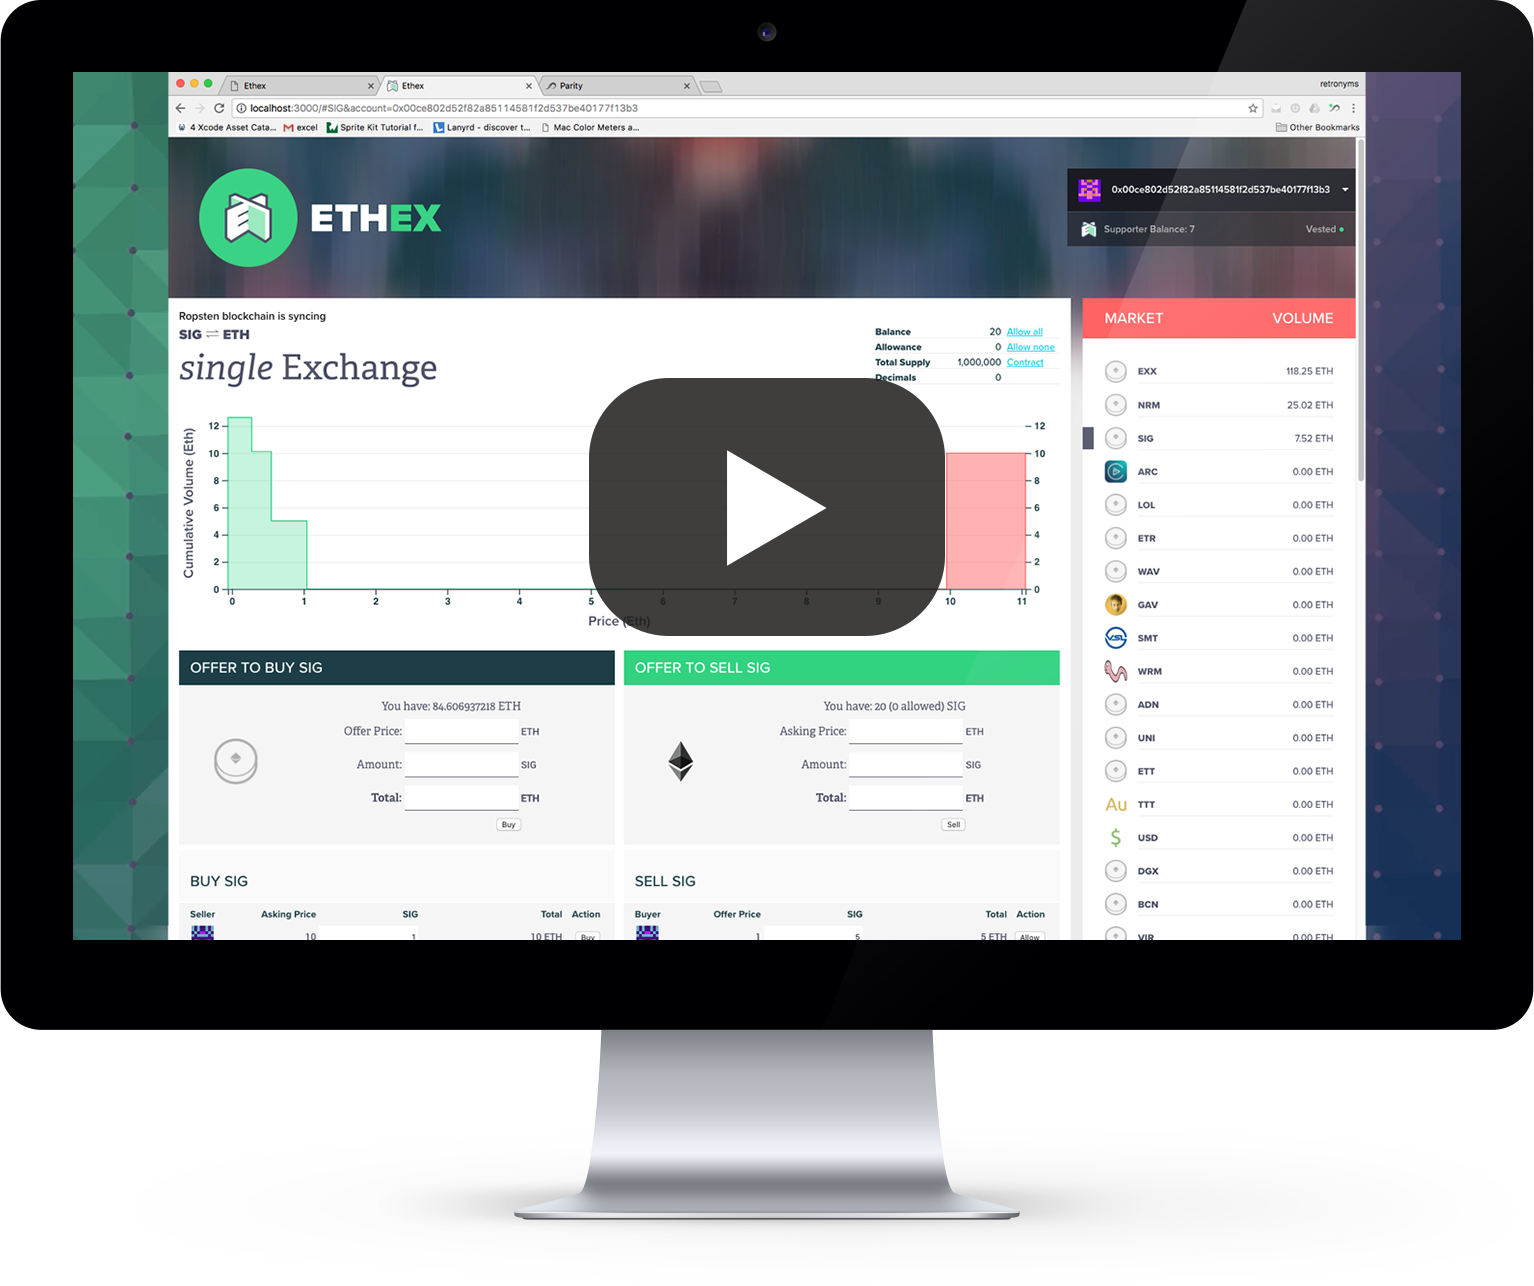 Ethex
Ethex
Parity
retronyms
localhost:3000/#SIG&account=0x00ce802d52f82a85114581f2d537be40177f13b3
4 Xcode Asset Cata...
excel
Sprite Kit Tutorial f...
Lanyrd - discover t...
Mac Color Meters a...
Other Bookmarks
ETHEX
0x00ce802d52f82a85114581f2d537be40177f13b3
Supporter Balance: 7
Vested
Ropsten blockchain is syncing
SIG ⇌ ETH
single Exchange
Balance 20 Allow all
Allowance 0 Allow none
Total Supply 1,000,000 Contract
Decimals 0
Cumulative Volume (Eth)
12
10
8
6
4
2
0
0 1 2 3 4 5 6 7 8 9 10 11
12
10
8
6
4
2
0
Price (Eth)
OFFER TO BUY SIG
You have: 84.606937218 ETH
Offer Price: ETH
Amount: SIG
Total: ETH
Buy
OFFER TO SELL SIG
You have: 20 (0 allowed) SIG
Asking Price: ETH
Amount: SIG
Total: ETH
Sell
BUY SIG
Seller Asking Price SIG Total Action
10 1 10 ETH Buy
SELL SIG
Buyer Offer Price SIG Total Action
1 5 5 ETH Allow
MARKET VOLUME
EXX 118.25 ETH
NRM 25.02 ETH
SIG 7.52 ETH
ARC 0.00 ETH
LOL 0.00 ETH
ETR 0.00 ETH
WAV 0.00 ETH
GAV 0.00 ETH
VSL SMT 0.00 ETH
WRM 0.00 ETH
ADN 0.00 ETH
UNI 0.00 ETH
ETT 0.00 ETH
Au TTT 0.00 ETH
$ USD 0.00 ETH
DGX 0.00 ETH
BCN 0.00 ETH
VIR 0.00 ETH